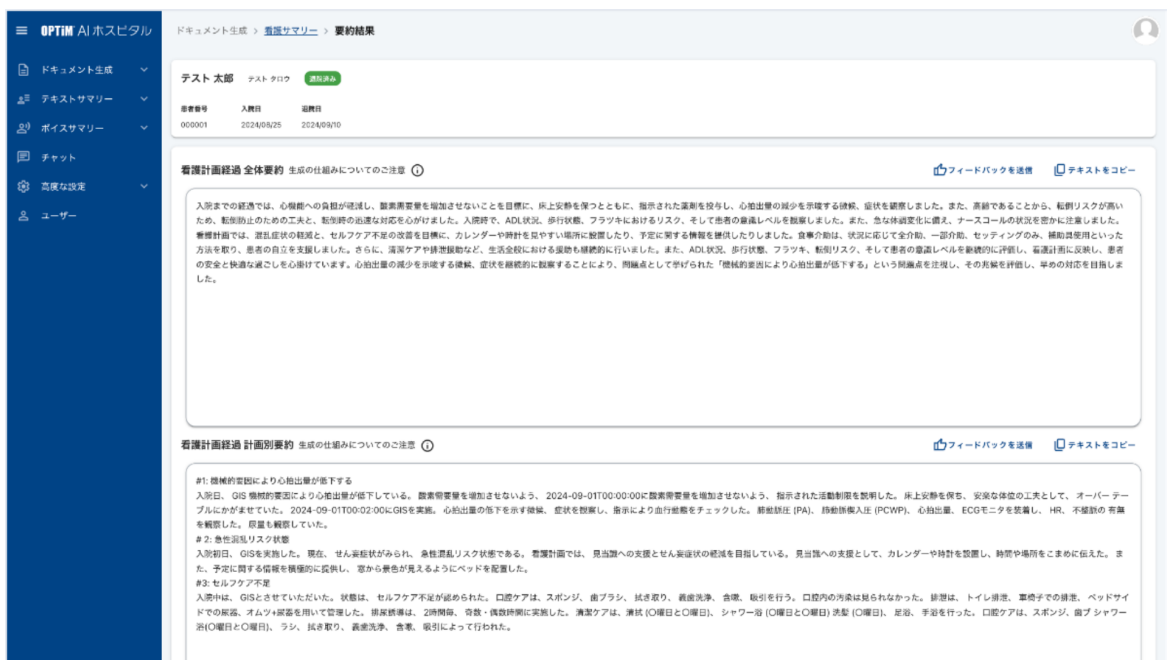 OPTiM AI ホスピタル
ドキュメント生成
テキストサマリー
ボイスサマリー
チャット
高度な設定
ユーザー
ドキュメント生成 > 看護サマリー > 要約結果
テスト 太郎 テスト タロウ 退院済み
患者番号 入院日 退院日
000001 2024/08/25 2024/09/10
看護計画経過 全体要約 生成の仕組みについてのご注意 フィードバックを送信 テキストをコピー
入院までの経過では、心機能への負担が軽減し、酸素需要量を増加させないことを目標に、床上安静を保つとともに、指示された薬剤を投与し、心拍出量の減少を示唆する徴候、症状を観察しました。また、高齢であることから、転倒リスクが高い
ため、転倒防止のための工夫と、転倒時の迅速な対応を心がけました。入院時で、ADL状況、歩行状態、フラツキにおけるリスク、そして患者の意識レベルを観察しました。また、急な体調変化に備え、ナースコールの状況を密かに注意しました。
看護計画では、混乱症状の軽減と、セルフケア不足の改善を目標に、カレンダーや時計を見やすい場所に設置したり、予定に関する情報を提供したりしました。食事介助は、状況に応じて全介助、一部介助、セッティングのみ、補助具使用といった
方法を取り、患者の自立を支援しました。さらに、清潔ケアや排泄援助など、生活全般における援助も継続的に行いました。また、ADL状況、歩行状態、フラツキ、転倒リスク、そして患者の意識レベルを継続的に評価し、看護計画に反映し、患者
の安全と快適な過ごしを心掛けています。心拍出量の減少を示唆する徴候、症状を継続的に観察することにより、問題点として挙げられた「機械的要因により心拍出量が低下する」という問題点を注視し、その兆候を評価し、早めの対応を目指しま
した。
看護計画経過 計画別要約 生成の仕組みについてのご注意 フィードバックを送信 テキストをコピー
#1: 機械的要因により心拍出量が低下する
入院日、 GIS 機械的要因により心拍出量が低下している。 酸素需要量を増加させないよう、 2024-09-01T00:00:00に酸素需要量を増加させないよう、 指示された活動制限を説明した。 床上安静を保ち、 安楽な体位の工夫として、 オーバー テー
ブルにかがませていた。 2024-09-01T00:02:00にGISを実施。 心拍出量の低下を示す徴候、 症状を観察し、指示により血行動態をチェックした。 肺動脈圧 (PA)、 肺動脈楔入圧 (PCWP)、 心拍出量、 ECGモニタを装着し、 HR、 不整脈の 有無
を観察した。 尿量も観察していた。
# 2: 急性混乱リスク状態
入院初日、 GISを実施した。 現在、 せん妄症状がみられ、 急性混乱リスク状態である。 看護計画では、 見当識への支援とせん妄症状の軽減を目指している。 見当識への支援として、カレンダーや時計を設置し、時間や場所をこまめに伝えた。 ま
た、予定に関する情報を積極的に提供し、 窓から景色が見えるようにベッドを配置した。
#3: セルフケア不足
入院中は、 GISとさせていただいた。 状態は、 セルフケア不足が認められた。 口腔ケアは、スポンジ、 歯ブラシ、 拭き取り、 義歯洗浄、 含嗽、 吸引を行う。 口腔内の汚染は見られなかった。 排泄は、 トイレ排泄、 車椅子での排泄、 ベッドサイ
ドでの尿器、オムツ+尿器を用いて管理した。 排尿誘導は、 2時間毎、 奇数・偶数時間に実施した。 清潔ケアは、 清拭 (〇曜日と〇曜日)、 シャワー浴 (〇曜日と〇曜日) 洗髪 (〇曜日)、 足浴、 手浴を行った。 口腔ケアは、スポンジ、 歯ブ シャワー
浴(〇曜日と〇曜日)、 ラシ、 拭き取り、 義歯洗浄、 含嗽、 吸引によって行われた。